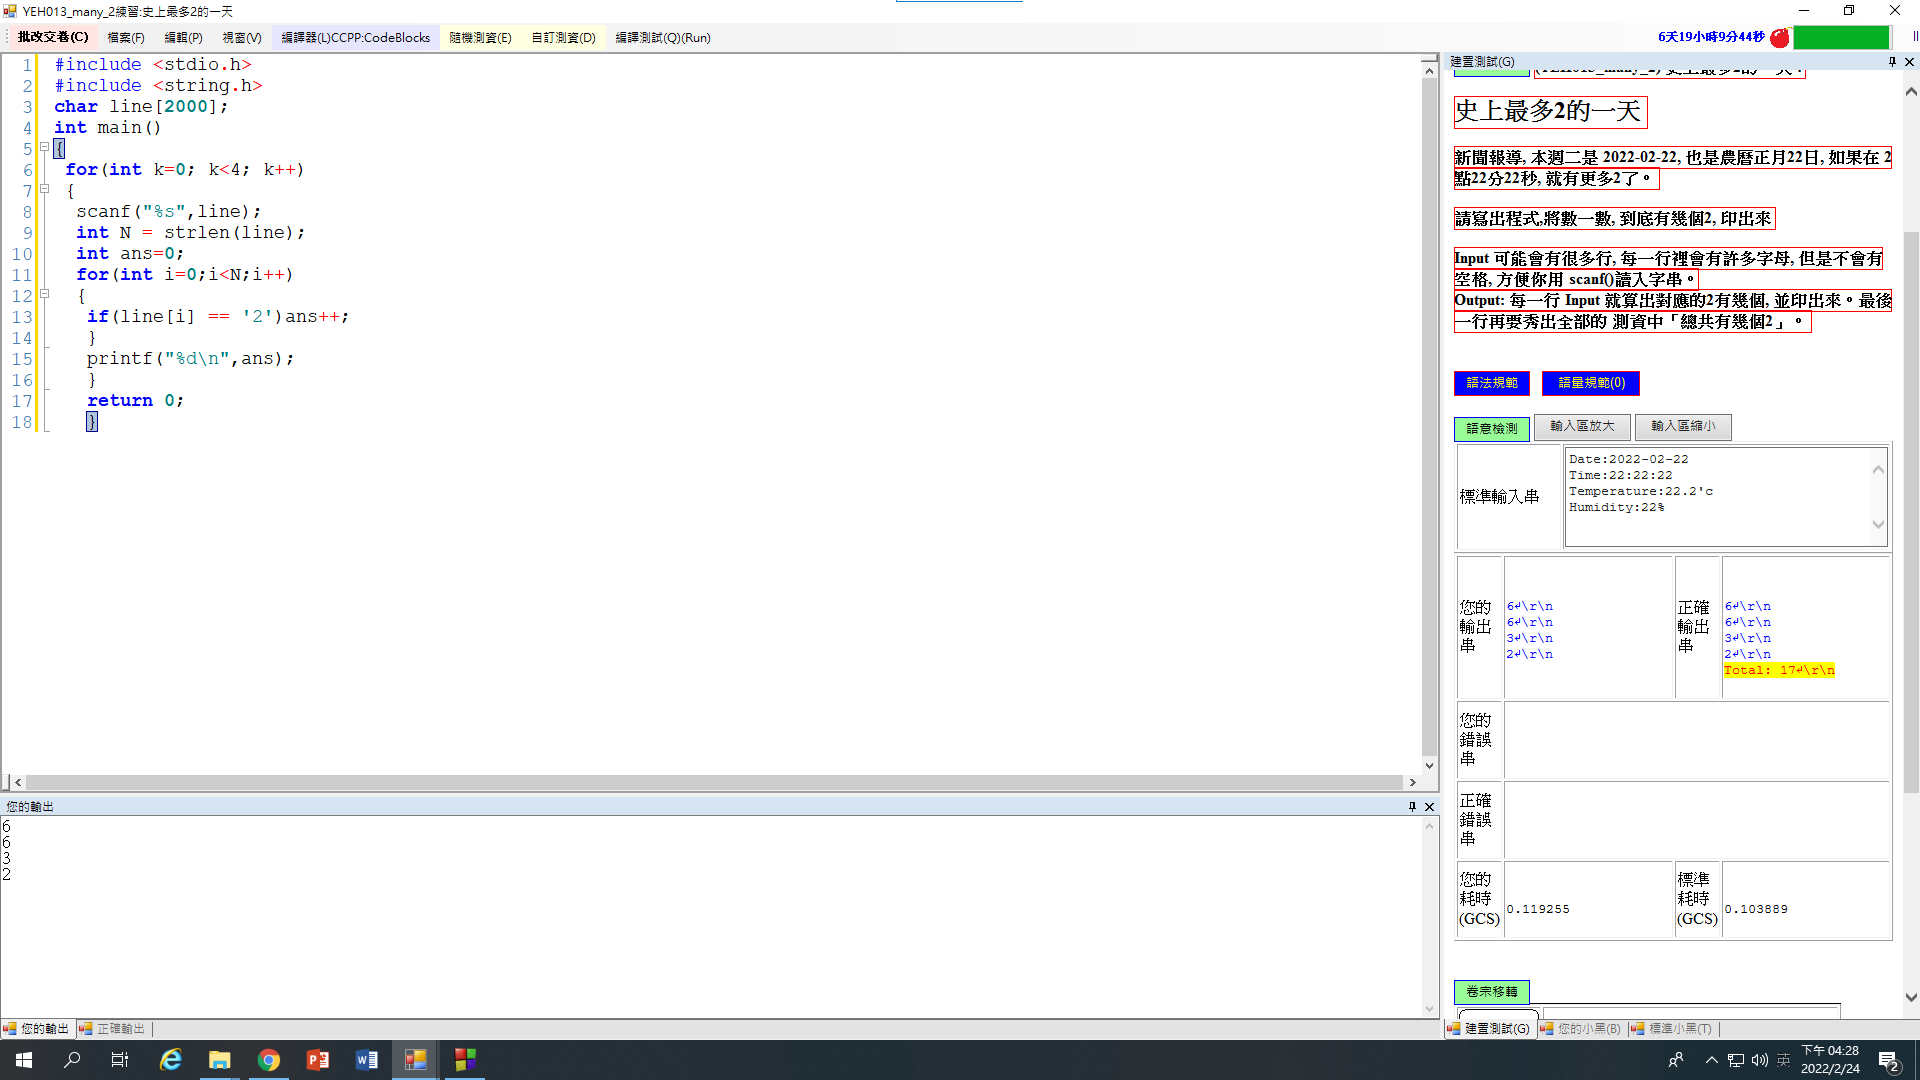 YEH013_many_2練習:史上最多2的一天
批改交卷(C) 檔案(F) 編輯(P) 視窗(V) 編譯器(L)CCPP:CodeBlocks 隨機測資(E) 自訂測資(D) 編譯測試(Q)(Run) 6天19小時9分44秒
1 #include <stdio.h>
2 #include <string.h>
3 char line[2000];
4 int main()
5 {
6 for(int k=0; k<4; k++)
7 {
8 scanf("%s",line);
9 int N = strlen(line);
10 int ans=0;
11 for(int i=0;i<N;i++)
12 {
13 if(line[i] == '2')ans++;
14 }
15 printf("%d\n",ans);
16 }
17 return 0;
18 }
您的輸出
6
6
3
2
您的輸出 正確輸出
建置測試(G)
史上最多2的一天
新聞報導, 本週二是 2022-02-22, 也是農曆正月22日, 如果在 2
點22分22秒, 就有更多2了。
請寫出程式,將數一數, 到底有幾個2, 印出來
Input 可能會有很多行, 每一行裡會有許多字母, 但是不會有
空格, 方便你用 scanf()讀入字串。
Output: 每一行 Input 就算出對應的2有幾個, 並印出來。最後
一行再要秀出全部的 測資中「總共有幾個2」。
語法規範 語量規範(0)
語意檢測 輸入區放大 輸入區縮小
標準輸入串
Date:2022-02-22
Time:22:22:22
Temperature:22.2'c
Humidity:22%
您的輸出串
6↲\r\n
6↲\r\n
3↲\r\n
2↲\r\n
正確輸出串
6↲\r\n
6↲\r\n
3↲\r\n
2↲\r\n
Total: 17↲\r\n
您的錯誤串
正確錯誤串
您的耗時(GCS) 0.119255 標準耗時(GCS) 0.103889
卷宗移轉
建置測試(G) 您的小黑(B) 標準小黑(T)
英 下午 04:28
2022/2/24
2